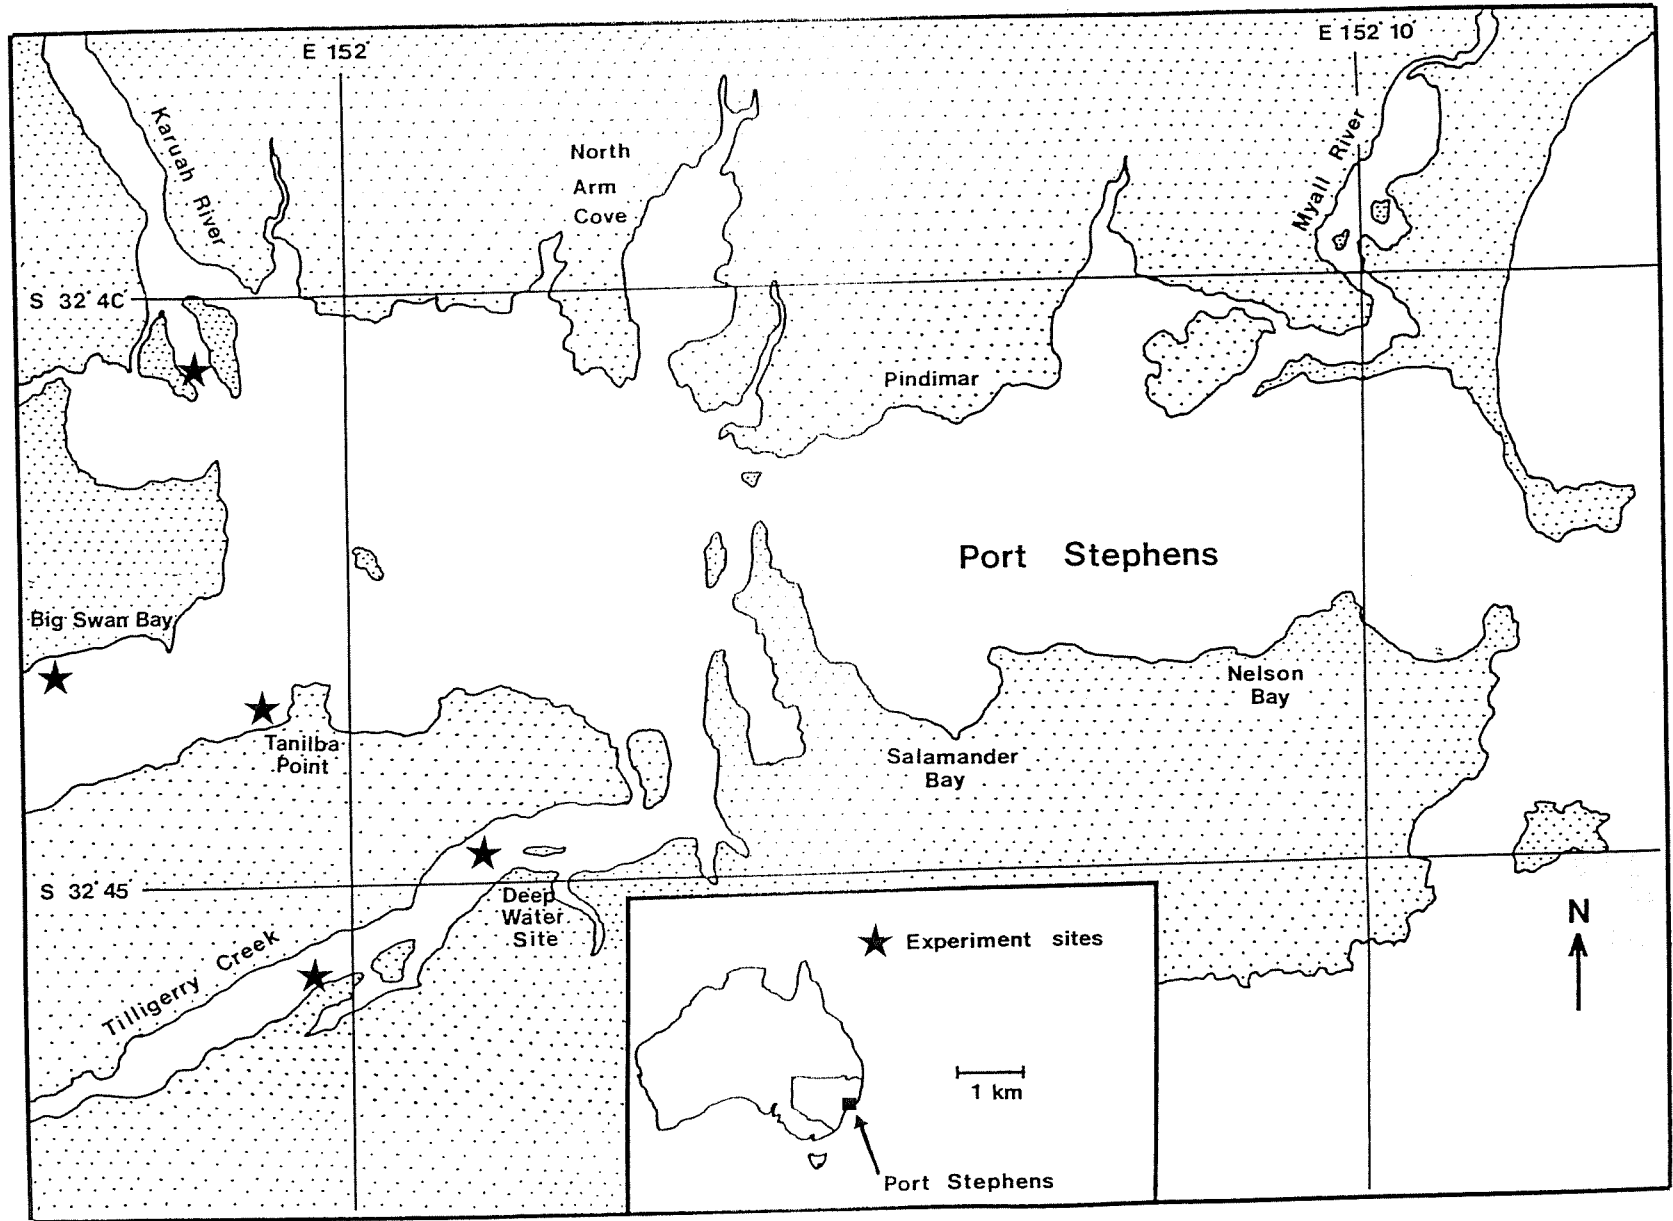 E 152°
E 152° 10'
Karuah River
North
Arm
Cove
Myall River
S 32° 4C
Pindimar
Port Stephens
Big Swan Bay
Nelson
Bay
Tanilba
Point
Salamander
Bay
S 32 45
Deep
Water
Site
Tilligerry Creek
N
Experiment sites
1 km
Port Stephens